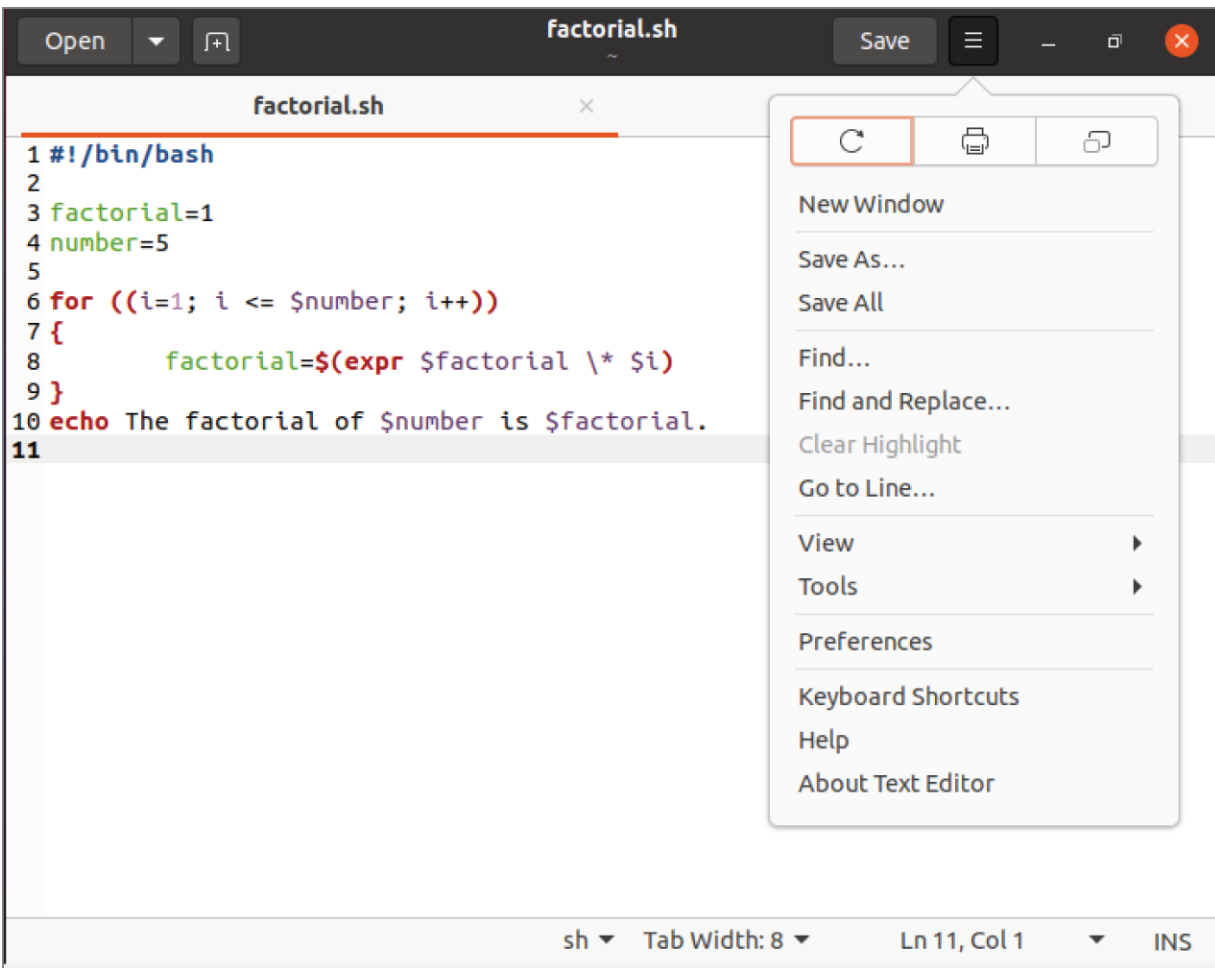 Open
factorial.sh
~
Save
factorial.sh
1 #!/bin/bash
2
3 factorial=1
4 number=5
5
6 for ((i=1; i <= $number; i++))
7 {
8         factorial=$(expr $factorial \* $i)
9 }
10 echo The factorial of $number is $factorial.
11
New Window
Save As...
Save All
Find...
Find and Replace...
Clear Highlight
Go to Line...
View
Tools
Preferences
Keyboard Shortcuts
Help
About Text Editor
sh Tab Width: 8 Ln 11, Col 1 INS